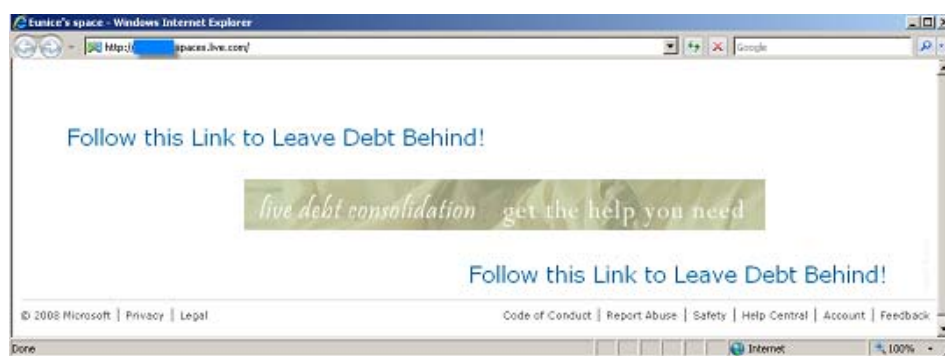 Eunice's space - Windows Internet Explorer
http:// spaces.live.com/ Google
Follow this Link to Leave Debt Behind!
live debt consolidation get the help you need
Follow this Link to Leave Debt Behind!
© 2008 Microsoft | Privacy | Legal Code of Conduct | Report Abuse | Safety | Help Central | Account | Feedback
Done Internet 100%